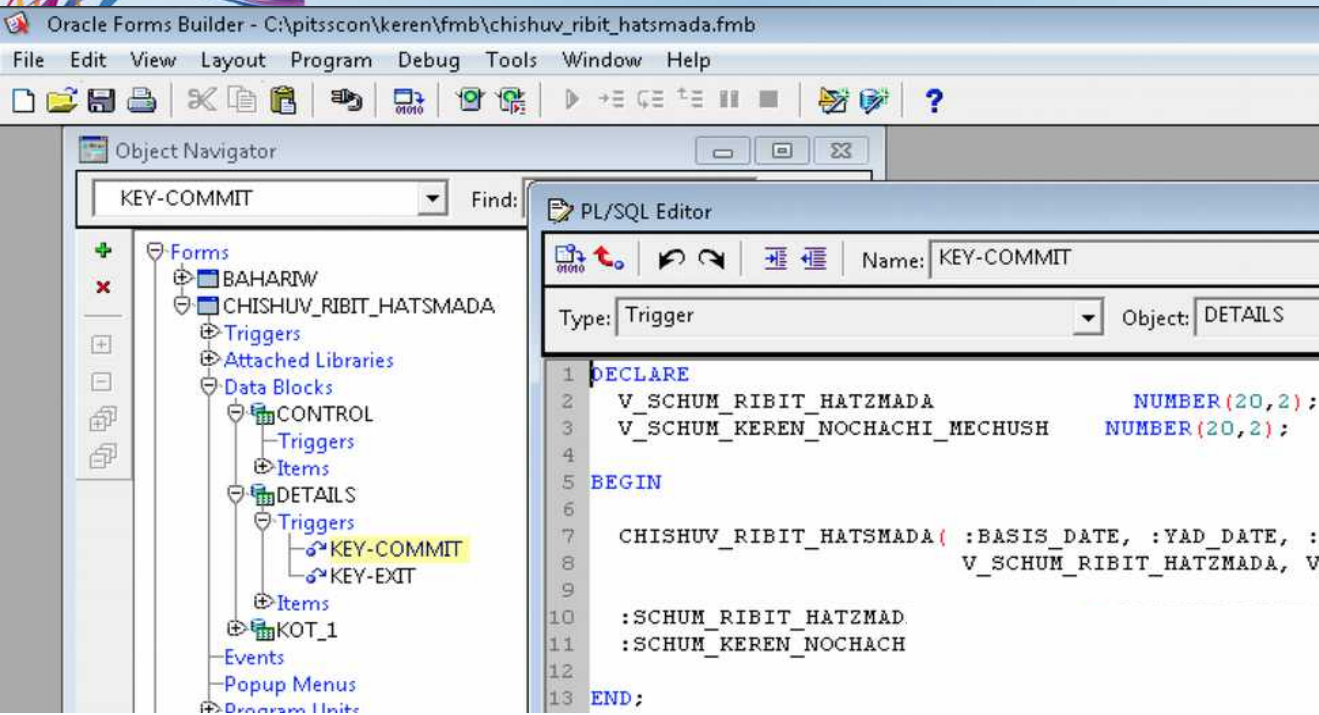 Oracle Forms Builder - C:\pitsscon\keren\fmb\chishuv_ribit_hatsmada.fmb
File Edit View Layout Program Debug Tools Window Help
Object Navigator
KEY-COMMIT Find:
Forms
BAHARIW
CHISHUV_RIBIT_HATSMADA
Triggers
Attached Libraries
Data Blocks
CONTROL
Triggers
Items
DETAILS
Triggers
KEY-COMMIT
KEY-EXIT
Items
KOT_1
Events
Popup Menus
Program Units
PL/SQL Editor
Name: KEY-COMMIT
Type: Trigger Object: DETAILS
1 DECLARE
2 V_SCHUM_RIBIT_HATZMADA NUMBER(20,2);
3 V_SCHUM_KEREN_NOCHACHI_MECHUSH NUMBER(20,2);
4
5 BEGIN
6
7 CHISHUV_RIBIT_HATSMADA( :BASIS_DATE, :YAD_DATE, :
8 V_SCHUM_RIBIT_HATZMADA, V
9
10 :SCHUM_RIBIT_HATZMAD
11 :SCHUM_KEREN_NOCHACH
12
13 END;